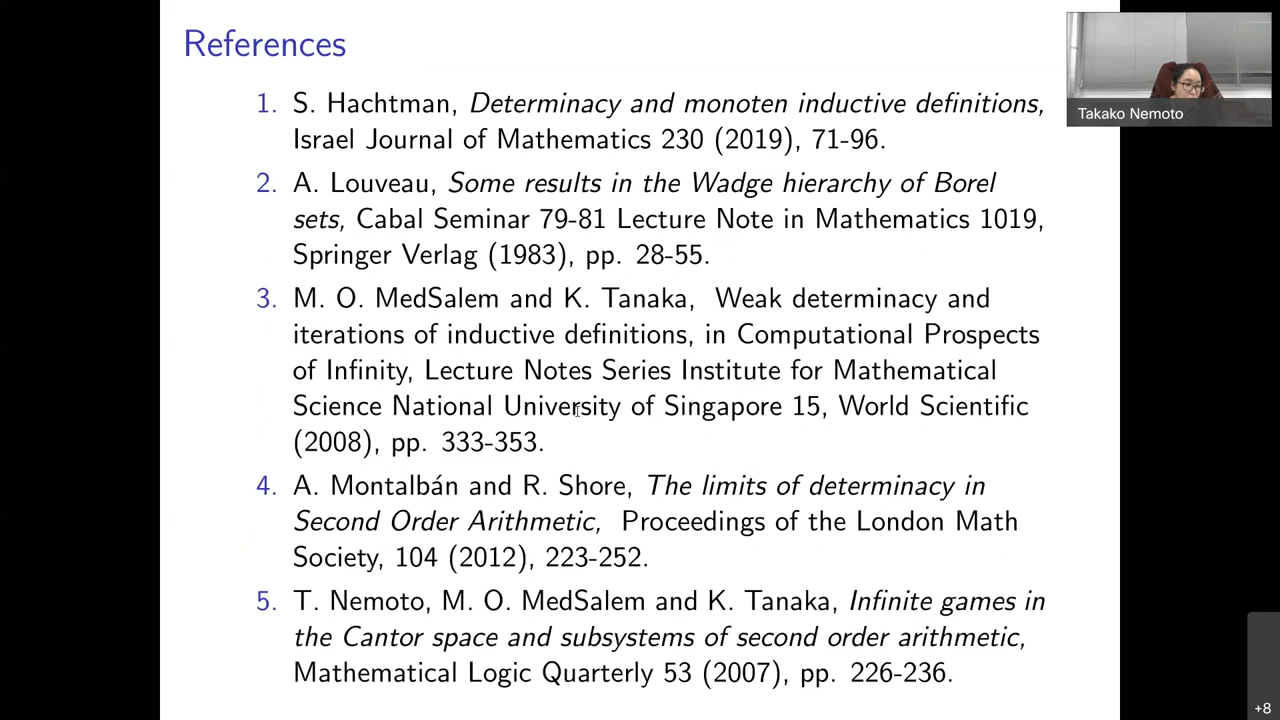 References
1. S. Hachtman, Determinacy and monoten inductive definitions,
Israel Journal of Mathematics 230 (2019), 71-96.
2. A. Louveau, Some results in the Wadge hierarchy of Borel
sets, Cabal Seminar 79-81 Lecture Note in Mathematics 1019,
Springer Verlag (1983), pp. 28-55.
3. M. O. MedSalem and K. Tanaka, Weak determinacy and
iterations of inductive definitions, in Computational Prospects
of Infinity, Lecture Notes Series Institute for Mathematical
Science National University of Singapore 15, World Scientific
(2008), pp. 333-353.
4. A. Montalbán and R. Shore, The limits of determinacy in
Second Order Arithmetic, Proceedings of the London Math
Society, 104 (2012), 223-252.
5. T. Nemoto, M. O. MedSalem and K. Tanaka, Infinite games in
the Cantor space and subsystems of second order arithmetic,
Mathematical Logic Quarterly 53 (2007), pp. 226-236.
Takako Nemoto
+8